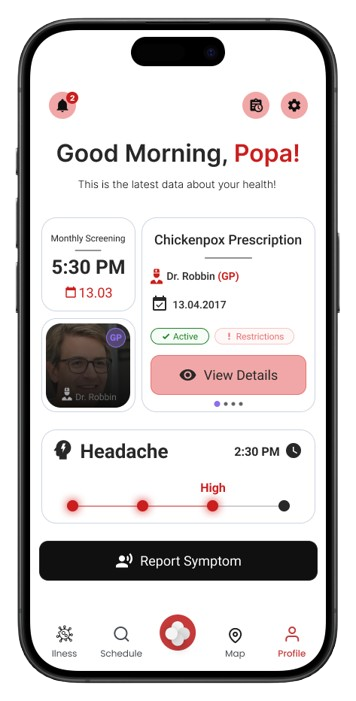 2
Good Morning, Popa!
This is the latest data about your health!
Monthly Screening
5:30 PM
13.03
GP
Dr. Robbin
Chickenpox Prescription
Dr. Robbin (GP)
13.04.2017
Active
Restrictions
View Details
Headache
2:30 PM
High
Report Symptom
Ilness
Schedule
Map
Profile